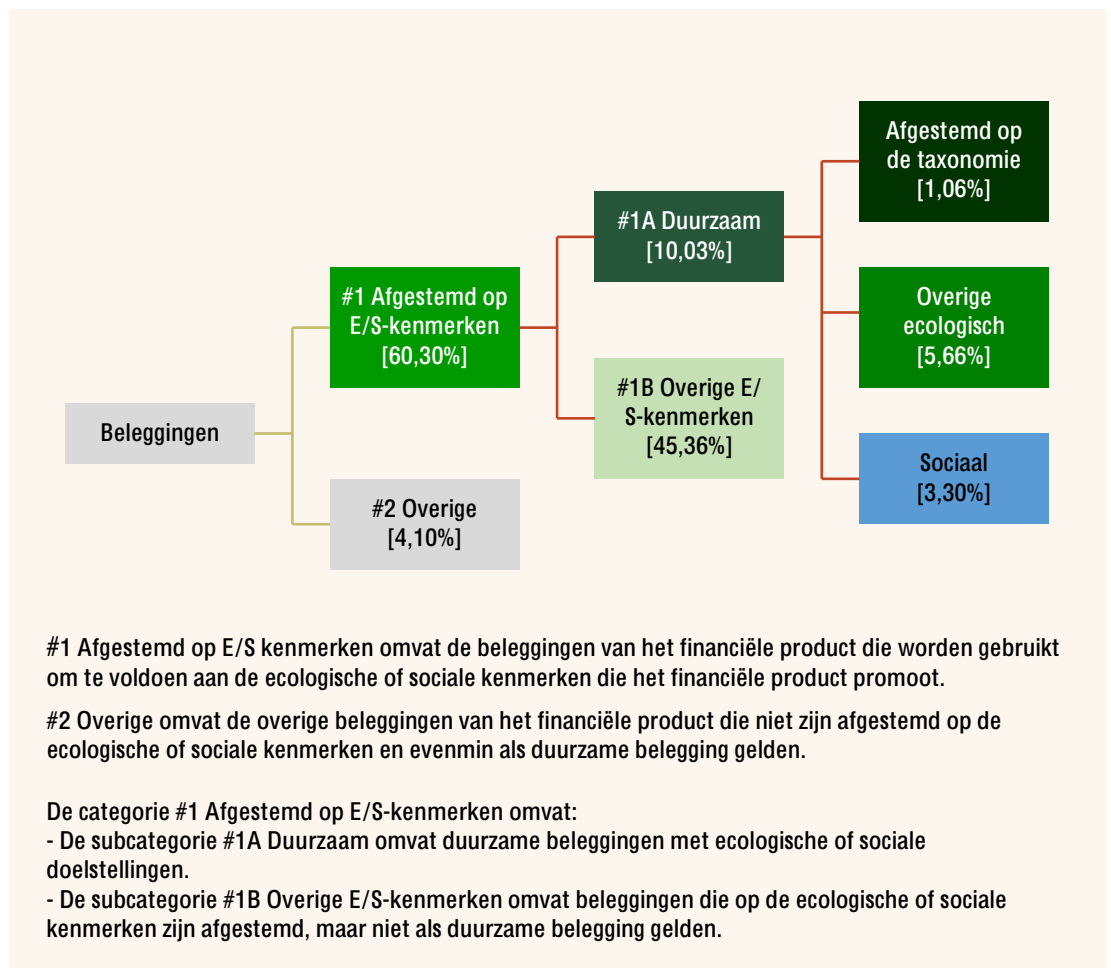 Afgestemd op
de taxonomie
[1,06%]
#1A Duurzaam
[10,03%]
#1 Afgestemd op
E/S-kenmerken
[60,30%]
Overige
ecologisch
[5,66%]
#1B Overige E/
S-kenmerken
[45,36%]
Beleggingen
Sociaal
[3,30%]
#2 Overige
[4,10%]
#1 Afgestemd op E/S kenmerken omvat de beleggingen van het financiële product die worden gebruikt
om te voldoen aan de ecologische of sociale kenmerken die het financiële product promoot.
#2 Overige omvat de overige beleggingen van het financiële product die niet zijn afgestemd op de
ecologische of sociale kenmerken en evenmin als duurzame belegging gelden.
De categorie #1 Afgestemd op E/S-kenmerken omvat:
- De subcategorie #1A Duurzaam omvat duurzame beleggingen met ecologische of sociale
doelstellingen.
- De subcategorie #1B Overige E/S-kenmerken omvat beleggingen die op de ecologische of sociale
kenmerken zijn afgestemd, maar niet als duurzame belegging gelden.